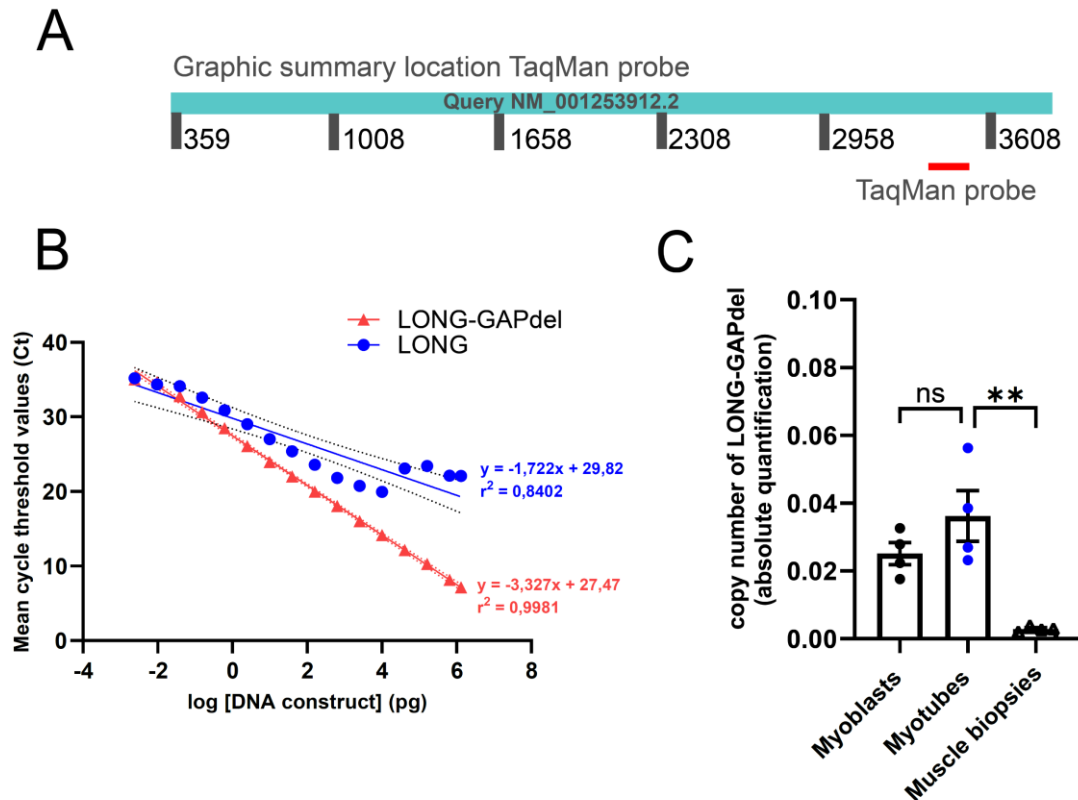 A
Graphic summary location TaqMan probe
Query NM_001253912.2
359 1008 1658 2308 2958 3608
TaqMan probe
B
LONG-GAPdel
LONG
Mean cycle threshold values (Ct)
40
30
20
10
0
y = -1,722x + 29,82
r² = 0,8402
y = -3,327x + 27,47
r² = 0,9981
-4 -2 0 2 4 6 8
log [DNA construct] (pg)
C
copy number of LONG-GAPdel
(absolute quantification)
0.10
0.08
0.06
0.04
0.02
0.00
ns **
Myoblasts
Myotubes
Muscle biopsies